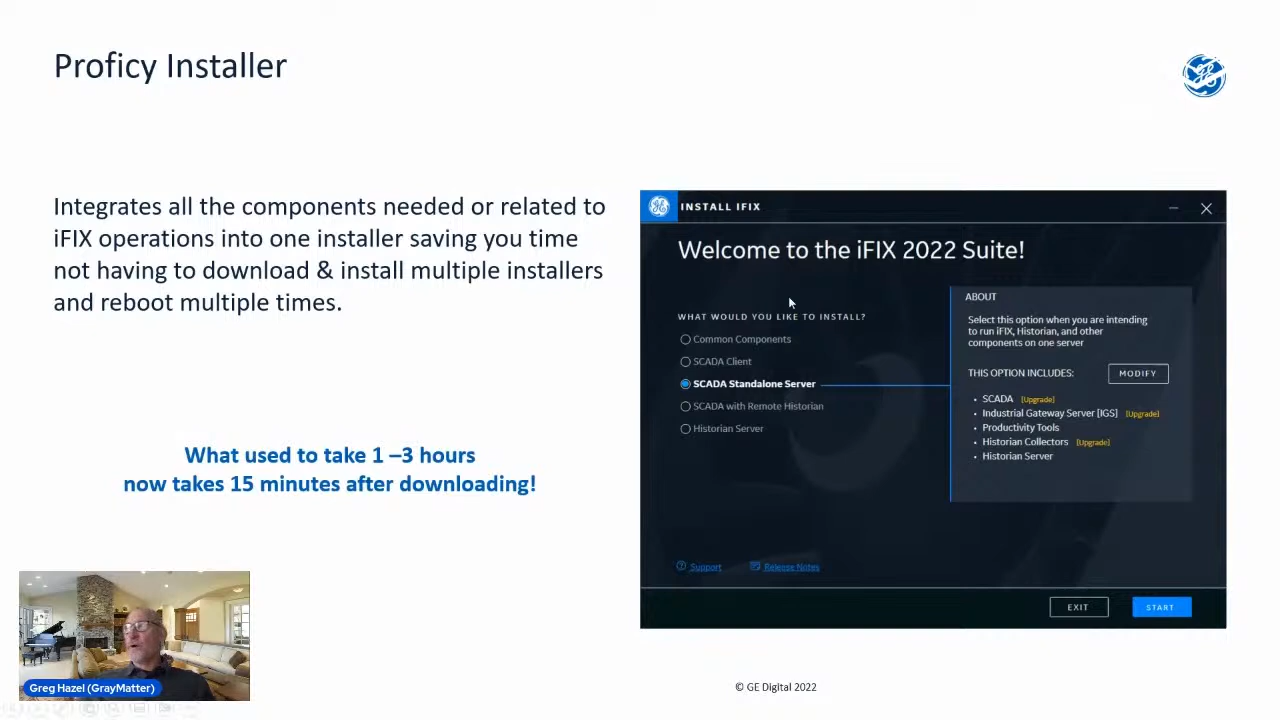 Proficy Installer
Integrates all the components needed or related to
iFIX operations into one installer saving you time
not having to download & install multiple installers
and reboot multiple times.
What used to take 1 –3 hours
now takes 15 minutes after downloading!
INSTALL IFIX
Welcome to the iFIX 2022 Suite!
WHAT WOULD YOU LIKE TO INSTALL?
Common Components
SCADA Client
SCADA Standalone Server
SCADA with Remote Historian
Historian Server
ABOUT
Select this option when you are intending
to run iFIX, Historian, and other
components on one server
THIS OPTION INCLUDES:
MODIFY
• SCADA [Upgrade]
• Industrial Gateway Server [IGS] [Upgrade]
• Productivity Tools
• Historian Collectors [Upgrade]
• Historian Server
Support
Release Notes
EXIT
START
Greg Hazel (GrayMatter)
© GE Digital 2022